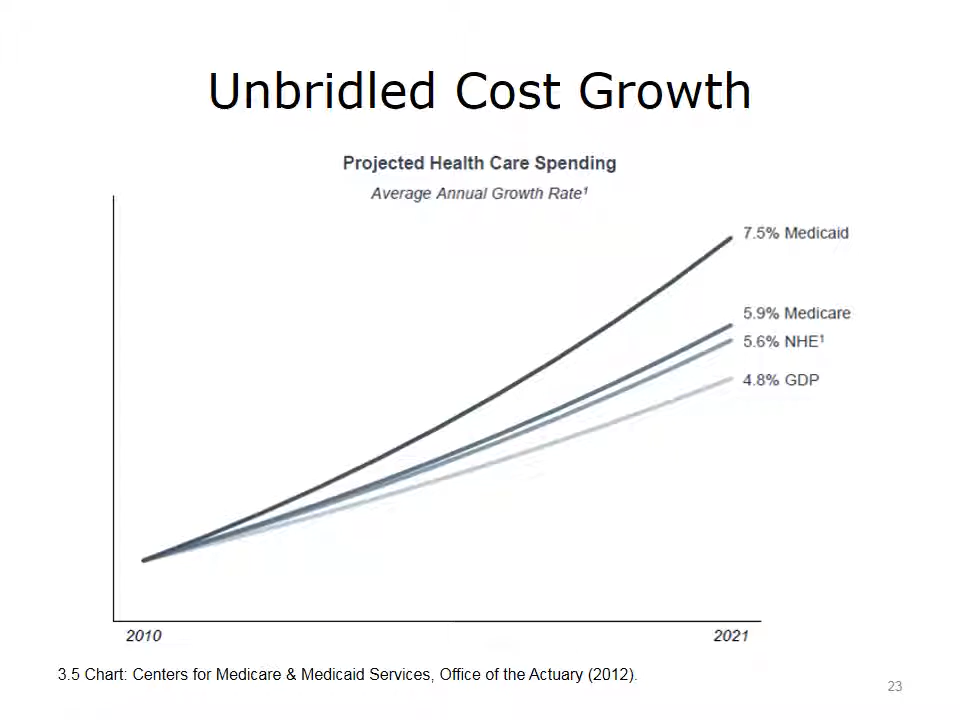 Unbridled Cost Growth
Projected Health Care Spending
Average Annual Growth Rate¹
7.5% Medicaid
5.9% Medicare
5.6% NHE¹
4.8% GDP
2010
2021
3.5 Chart: Centers for Medicare & Medicaid Services, Office of the Actuary (2012).
23